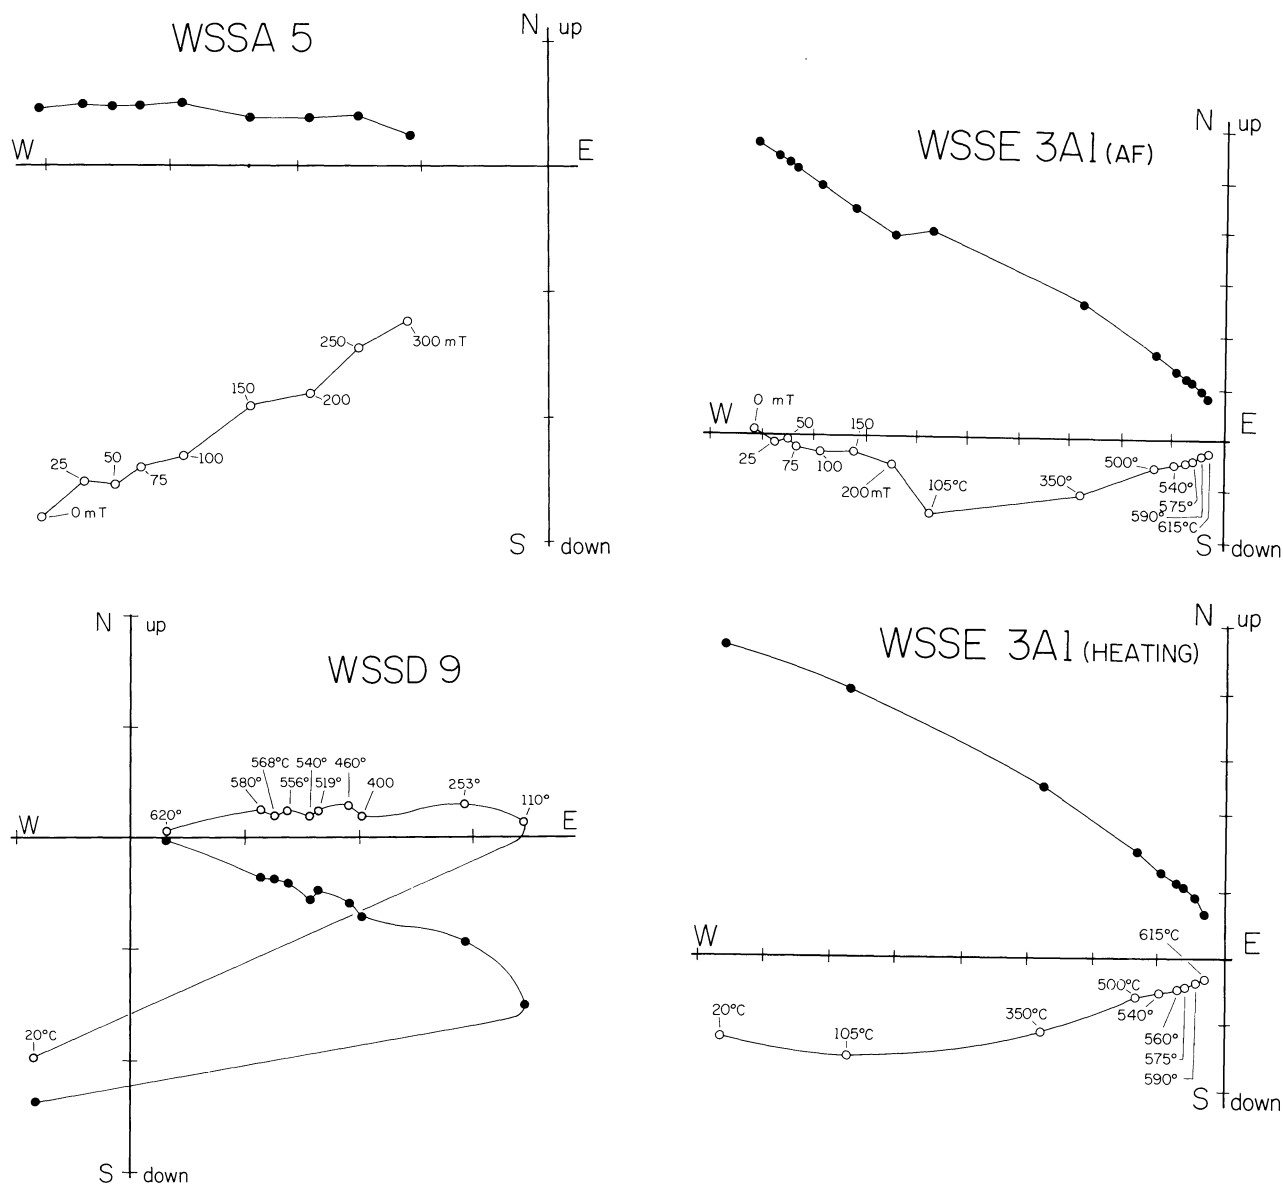 WSSA 5
N up
W
E
25
50
75
100
0 mT
150
200
250
300 mT
S down
WSSE 3A1 (AF)
N up
W
E
0 mT
25
50
75
100
150
200 mT
105°C
350°
500°
540°
575°
590°
615°C
S down
WSSD 9
N up
W
E
620°
580°
568°C
556°
540°
519°
460°
400
253°
110°
20°C
S down
WSSE 3A1 (HEATING)
N up
W
E
20°C
105°C
350°C
500°C
540°
560°
575°
590°
615°C
S down